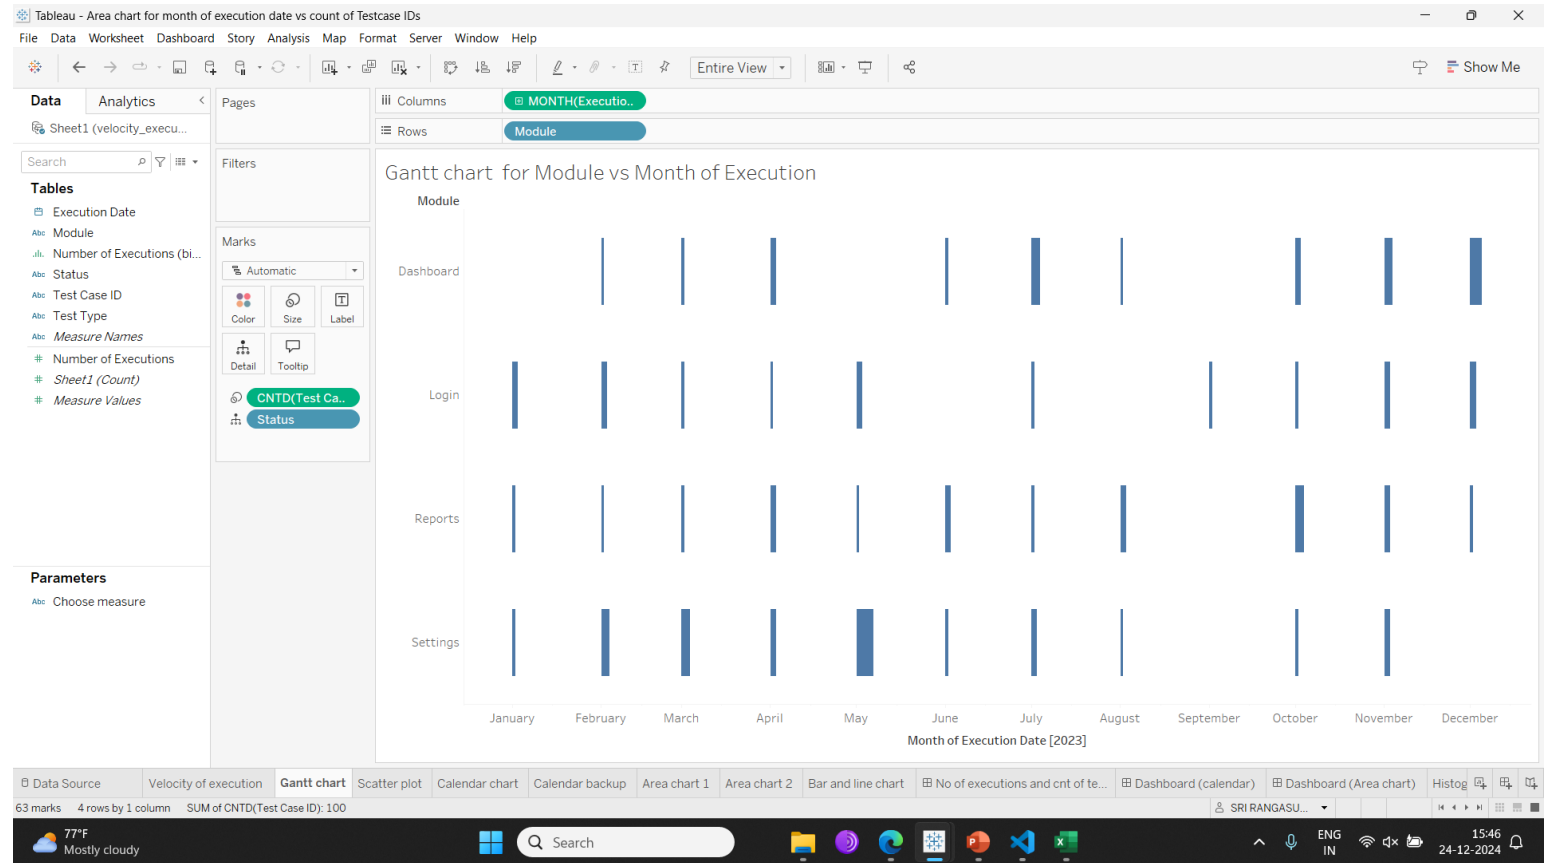 Tableau - Area chart for month of execution date vs count of Testcase IDs
File Data Worksheet Dashboard Story Analysis Map Format Server Window Help
Entire View
Show Me
Data Analytics
Pages
Columns
MONTH(Executio..
Sheet1 (velocity_execu...
Rows
Module
Search
Filters
Gantt chart for Module vs Month of Execution
Tables
Module
Execution Date
Abc Module
Number of Executions (bi...
Marks
Abc Status
Automatic
Dashboard
Abc Test Case ID
Abc Test Type
Color Size Label
Abc Measure Names
Number of Executions
Detail Tooltip
Sheet1 (Count)
Measure Values
CNTD(Test Ca..
Login
Status
Reports
Parameters
Abc Choose measure
Settings
January February March April May June July August September October November December
Month of Execution Date [2023]
Data Source Velocity of execution Gantt chart Scatter plot Calendar chart Calendar backup Area chart 1 Area chart 2 Bar and line chart No of executions and cnt of te... Dashboard (calendar) Dashboard (Area chart) Histog
63 marks 4 rows by 1 column SUM of CNTD(Test Case ID): 100
SRI RANGASU...
77°F
Mostly cloudy
Search
ENG
IN
15:46
24-12-2024